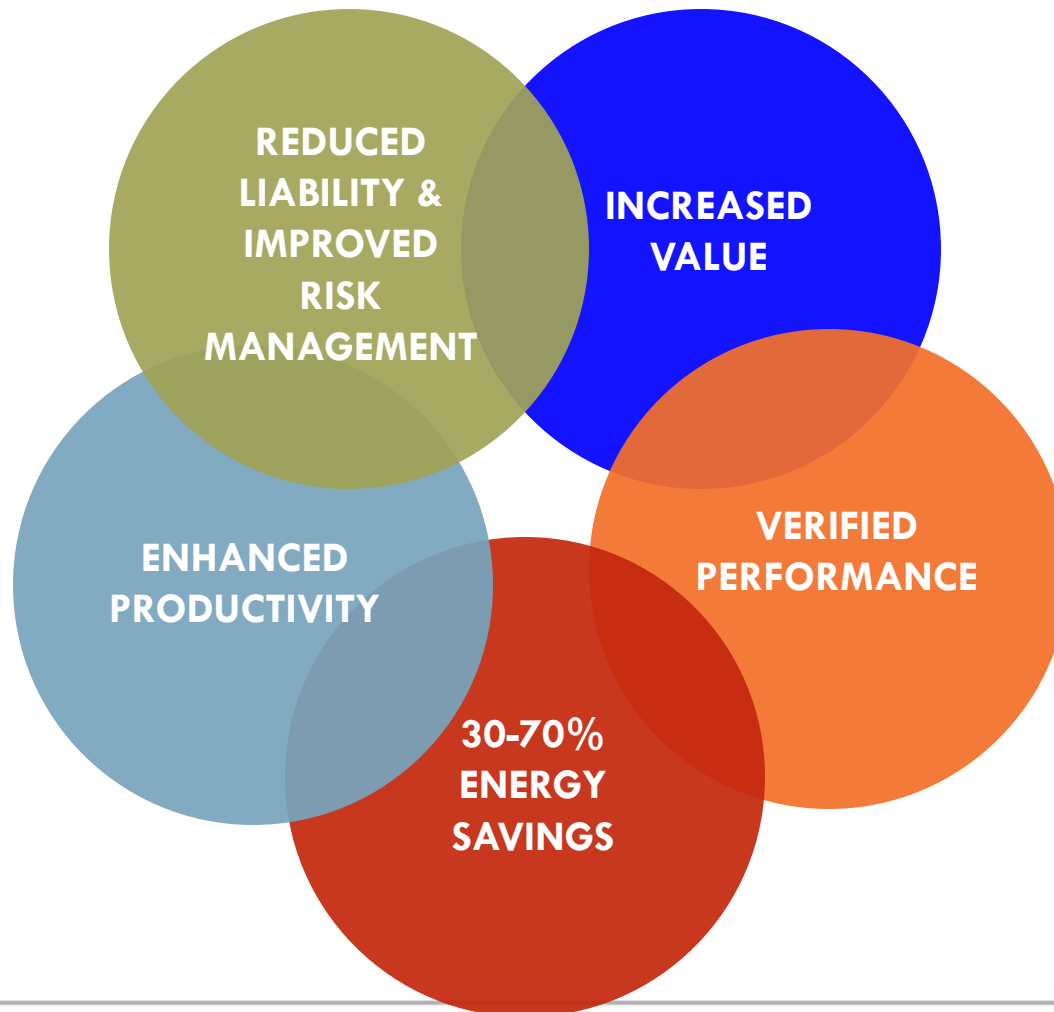 REDUCED
LIABILITY &
IMPROVED
RISK
MANAGEMENT
INCREASED
VALUE
VERIFIED
PERFORMANCE
ENHANCED
PRODUCTIVITY
30-70%
ENERGY
SAVINGS